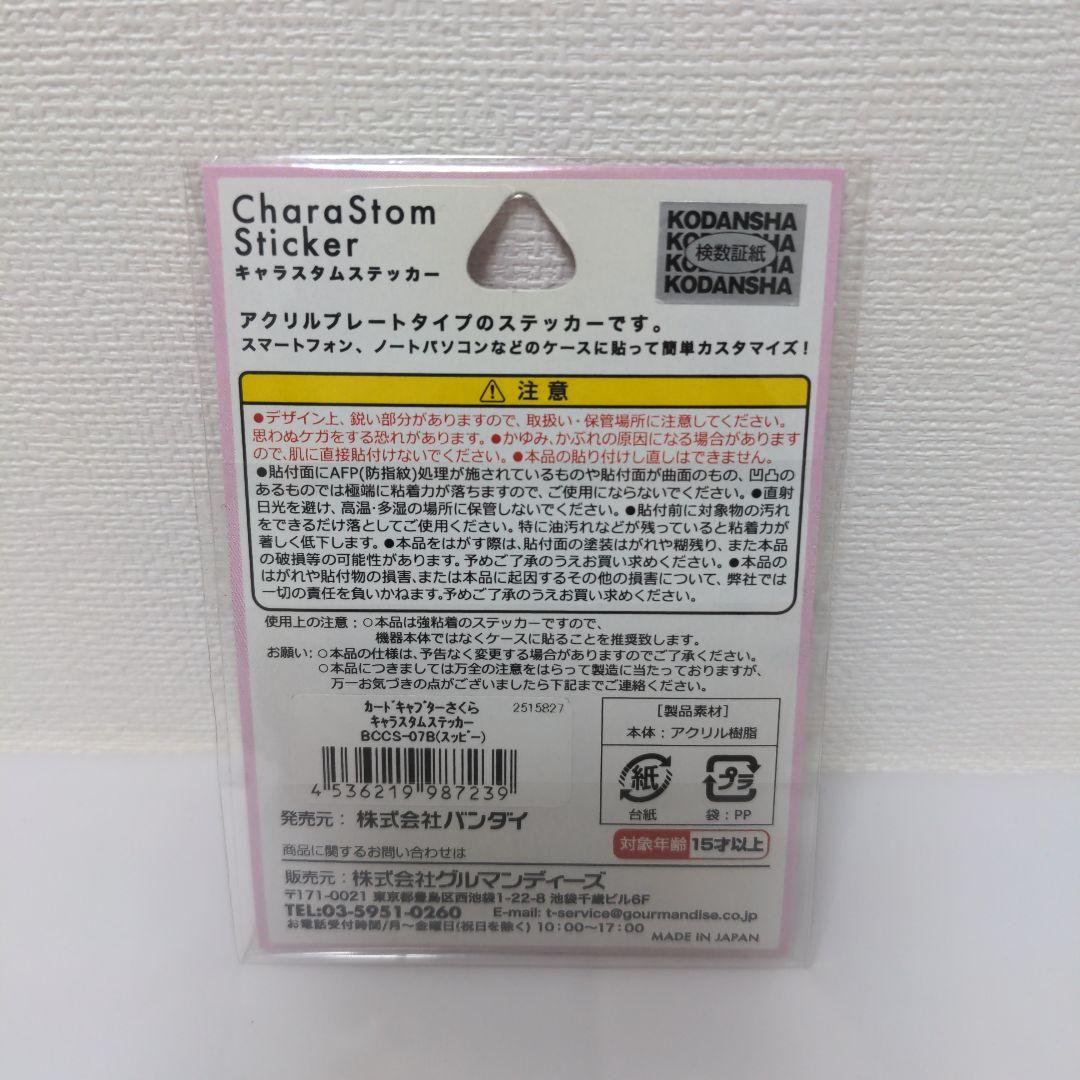 CharaStom
Sticker
キャラスタムステッカー
KODANSHA
検数証紙
KODANSHA
アクリルプレートタイプのステッカーです。
スマートフォン、ノートパソコンなどのケースに貼って簡単カスタマイズ!
注意
●デザイン上、鋭い部分がありますので、取扱い・保管場所に注意してください。
思わぬケガをする恐れがあります。●かゆみ、かぶれの原因になる場合があります
ので、肌に直接貼付けないでください。●本品の貼り付けし直しはできません。
●貼付面にAFP(防指紋)処理が施されているものや貼付面が曲面のもの、凹凸の
あるものでは極端に粘着力が落ちますので、ご使用にならないでください。●直射
日光を避け、高温・多湿の場所に保管しないでください。●貼付前に対象物の汚れ
をできるだけ落としてご使用ください。特に油汚れなどが残っていると粘着力が
著しく低下します。●本品をはがす際は、貼付面の塗装はがれや糊残り、また本品
の破損等の可能性があります。予めご了承のうえお買い求めください。●本品の
はがれや貼付物の損害、または本品に起因するその他の損害について、弊社では
一切の責任を負いかねます。予めご了承のうえお買い求めください。
使用上の注意:○本品は強粘着のステッカーですので、
機器本体ではなくケースに貼ることを推奨致します。
お願い:○本品の仕様は、予告なく変更する場合がありますのでご了承ください。
○本品につきましては万全の注意をはらって製造に当たっておりますが、
万一お気づきの点がございましたら下記までご連絡ください。
カードキャプターさくら 2515827
キャラスタムステッカー
BCCS-07B(スッピー)
4 536219 987239
[製品素材]
本体:アクリル樹脂
紙 プラ
台紙 袋:PP
発売元:株式会社バンダイ
対象年齢 15才以上
商品に関するお問い合わせは
販売元:株式会社グルマンディーズ
〒171-0021 東京都豊島区西池袋1-22-8 池袋千歳ビル6F
TEL:03-5951-0260 E-mail: t-service@gourmandise.co.jp
お電話受付時間/月〜金曜日(祝日を除く) 10:00〜17:00
MADE IN JAPAN